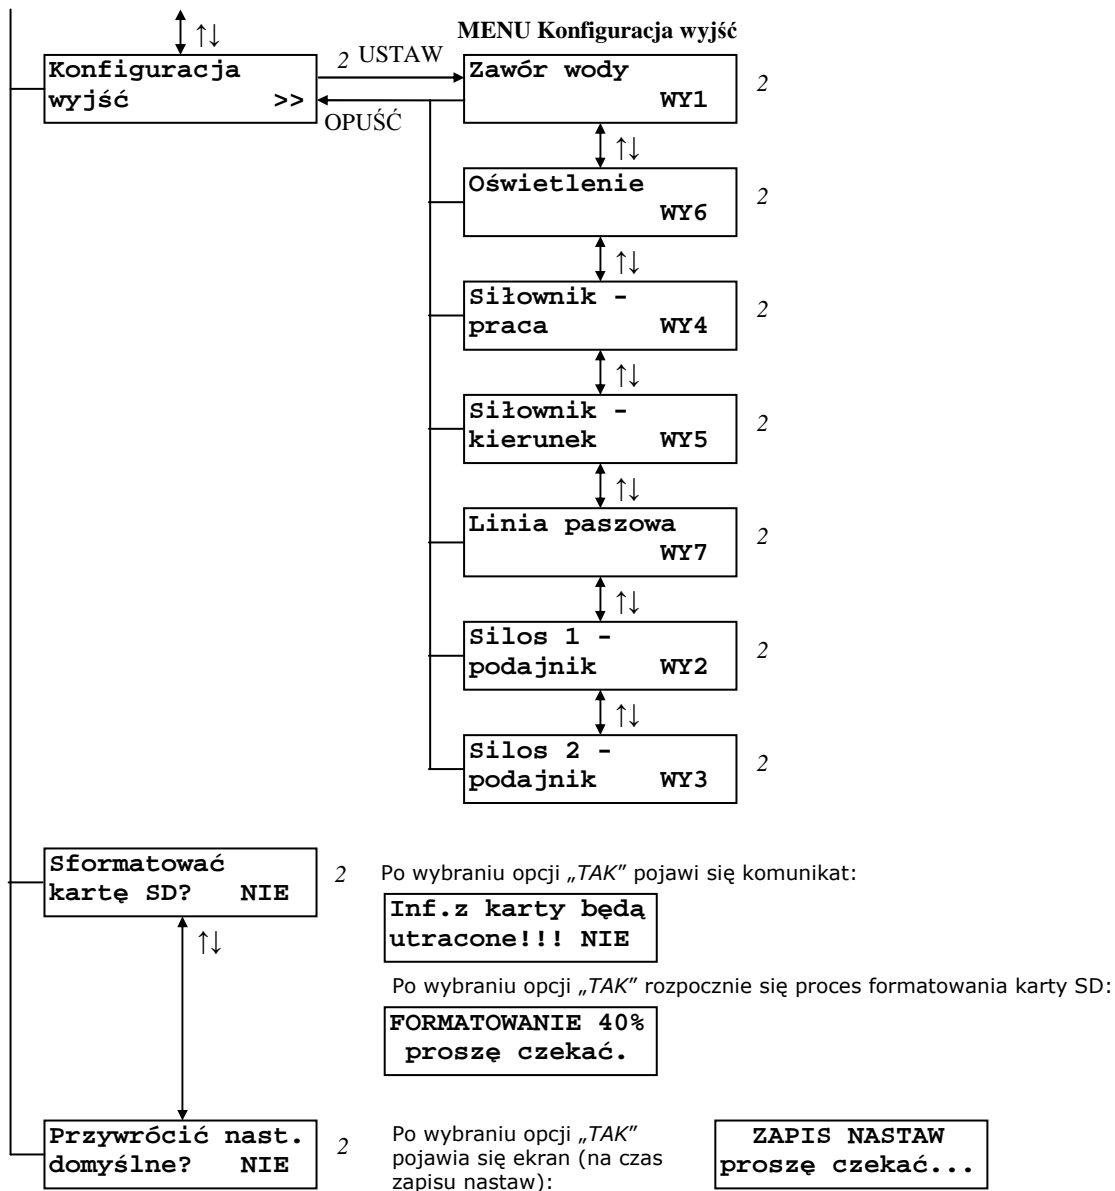 ↑↓
MENU Konfiguracja wyjść
Konfiguracja
wyjść >>
2 USTAW
OPUŚĆ
Zawór wody
WY1
2
↑↓
Oświetlenie
WY6
2
↑↓
Siłownik -
praca WY4
2
↑↓
Siłownik -
kierunek WY5
2
↑↓
Linia paszowa
WY7
2
↑↓
Silos 1 -
podajnik WY2
2
↑↓
Silos 2 -
podajnik WY3
2
Sformatować
kartę SD? NIE
2
Po wybraniu opcji „TAK” pojawi się komunikat:
Inf.z karty będą
utracone!!! NIE
↑↓
Po wybraniu opcji „TAK” rozpocznie się proces formatowania karty SD:
FORMATOWANIE 40%
proszę czekać.
Przywrócić nast.
domyślne? NIE
2
Po wybraniu opcji „TAK”
pojawia się ekran (na czas
zapisu nastaw):
ZAPIS NASTAW
proszę czekać...